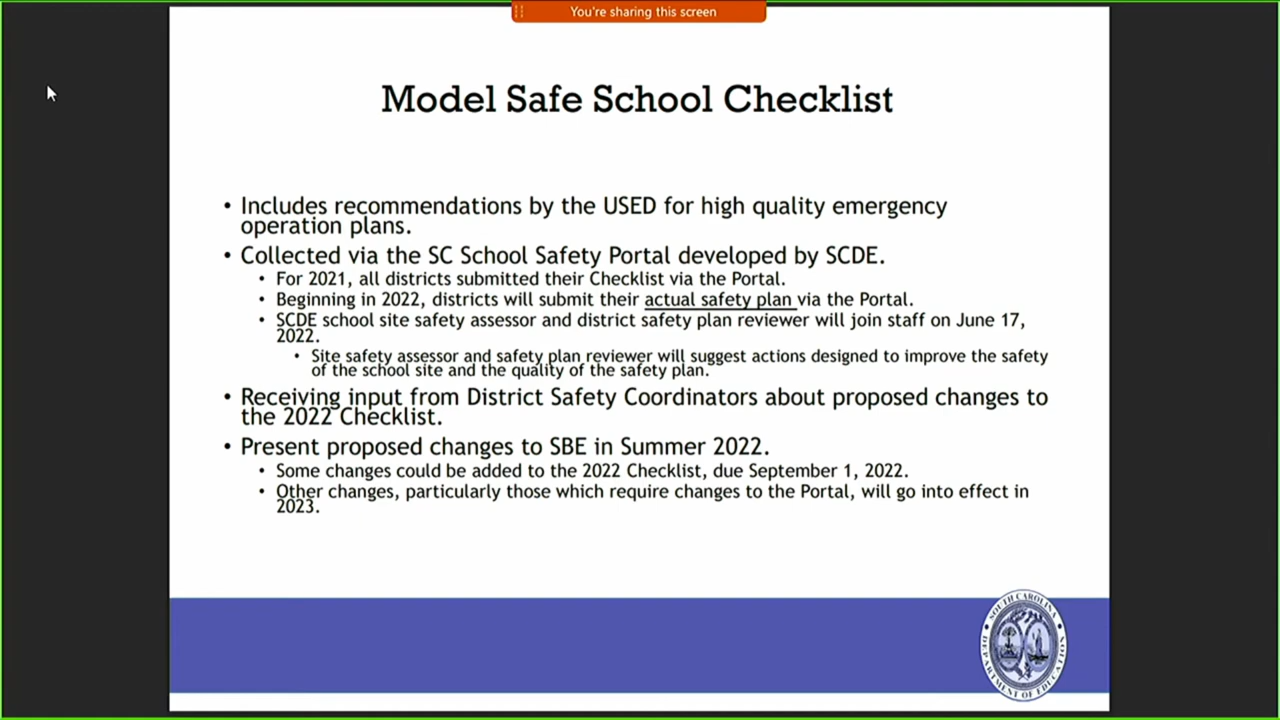 You're sharing this screen
Model Safe School Checklist
• Includes recommendations by the USED for high quality emergency
operation plans.
• Collected via the SC School Safety Portal developed by SCDE.
• For 2021, all districts submitted their Checklist via the Portal.
• Beginning in 2022, districts will submit their actual safety plan via the Portal.
• SCDE school site safety assessor and district safety plan reviewer will join staff on June 17,
2022.
• Site safety assessor and safety plan reviewer will suggest actions designed to improve the safety
of the school site and the quality of the safety plan.
• Receiving input from District Safety Coordinators about proposed changes to
the 2022 Checklist.
• Present proposed changes to SBE in Summer 2022.
• Some changes could be added to the 2022 Checklist, due September 1, 2022.
• Other changes, particularly those which require changes to the Portal, will go into effect in
2023.
SOUTH CAROLINA
DEPARTMENT OF EDUCATION